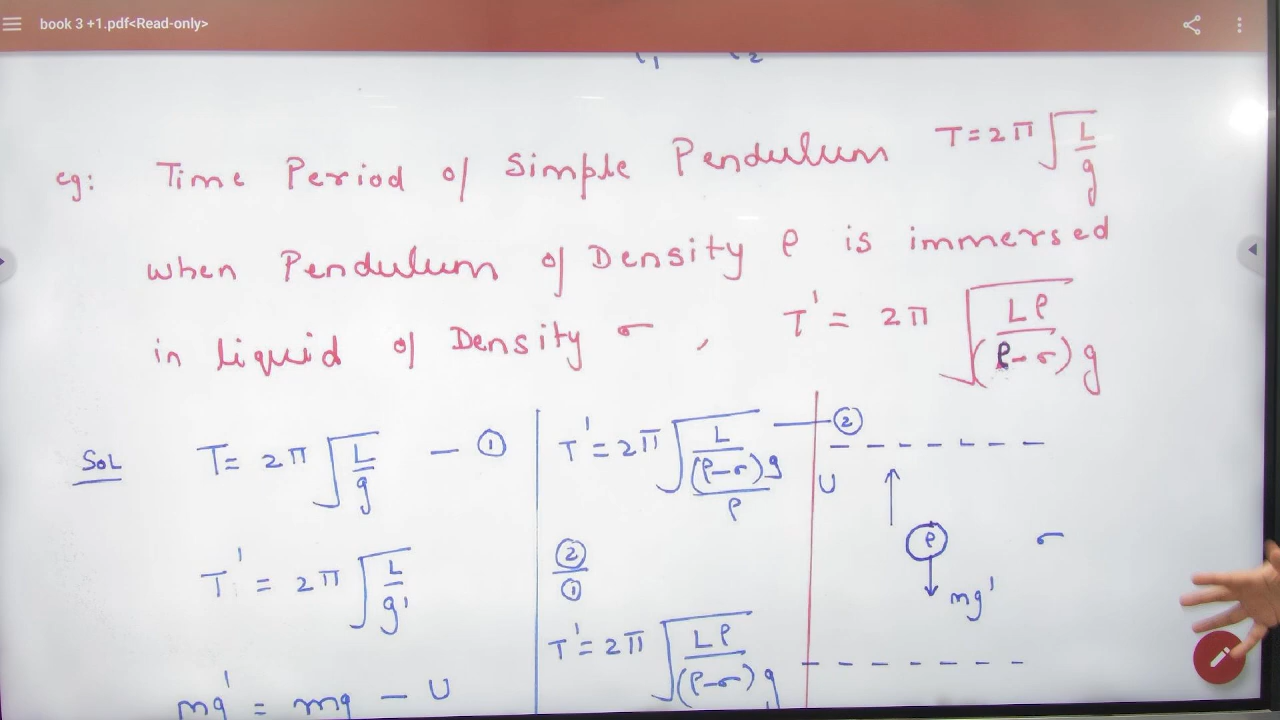 book 3 +1.pdf<Read-only>
eg: Time Period of Simple Pendulum T = 2π √(L/g)
when Pendulum of Density ρ is immersed
in liquid of Density σ , T' = 2π √(Lρ/(ρ-σ)g)
Sol T = 2π √(L/g) — ①
T' = 2π √(L/g')
mg' = mg - U
T' = 2π √(L/((ρ-σ)g/ρ)) — ②
②/①
T' = 2π √(Lρ/(ρ-σ)g)
U
ρ σ
mg'